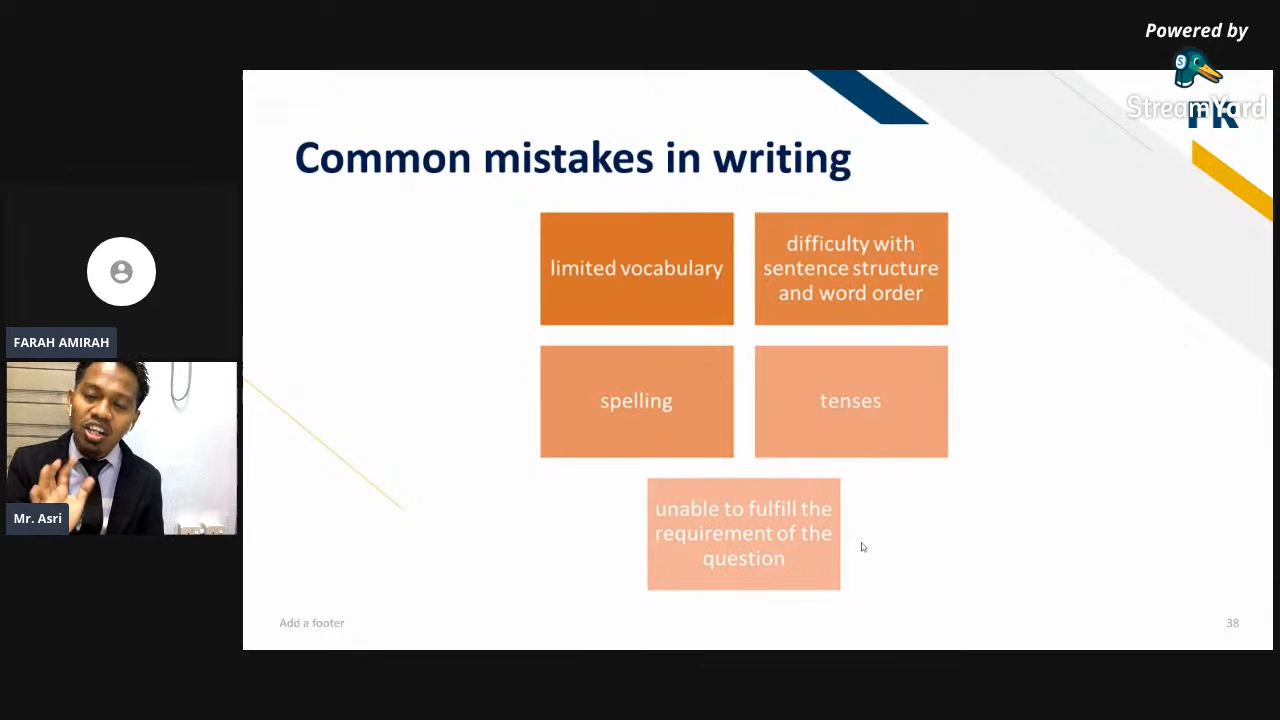 Powered by
StreamYard
FK
Common mistakes in writing
limited vocabulary
difficulty with
sentence structure
and word order
FARAH AMIRAH
spelling
tenses
Mr. Asri
unable to fulfill the
requirement of the
question
Add a footer
38